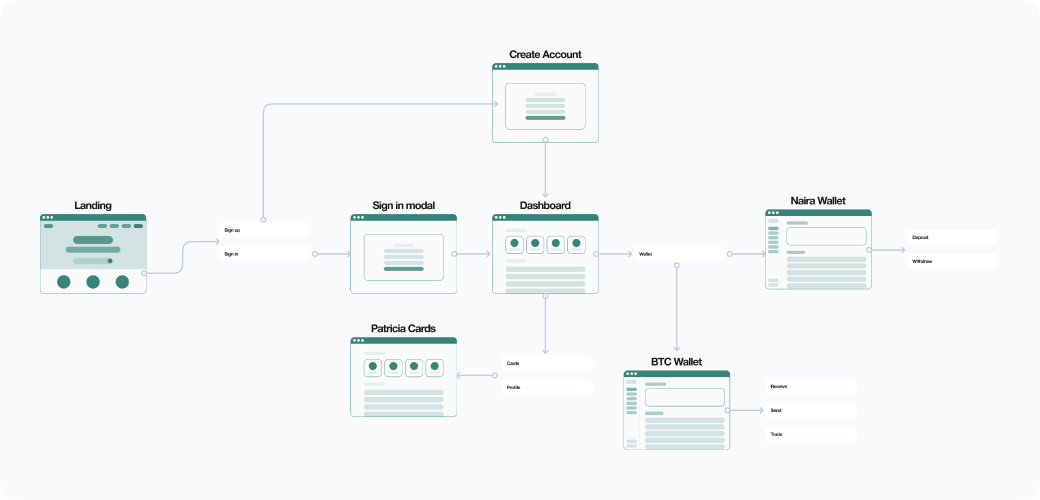 Create Account
Landing
Sign up
Sign in
Sign in modal
Dashboard
Wallet
Naira Wallet
Deposit
Withdraw
Patricia Cards
Cards
Profile
BTC Wallet
Receive
Send
Trade